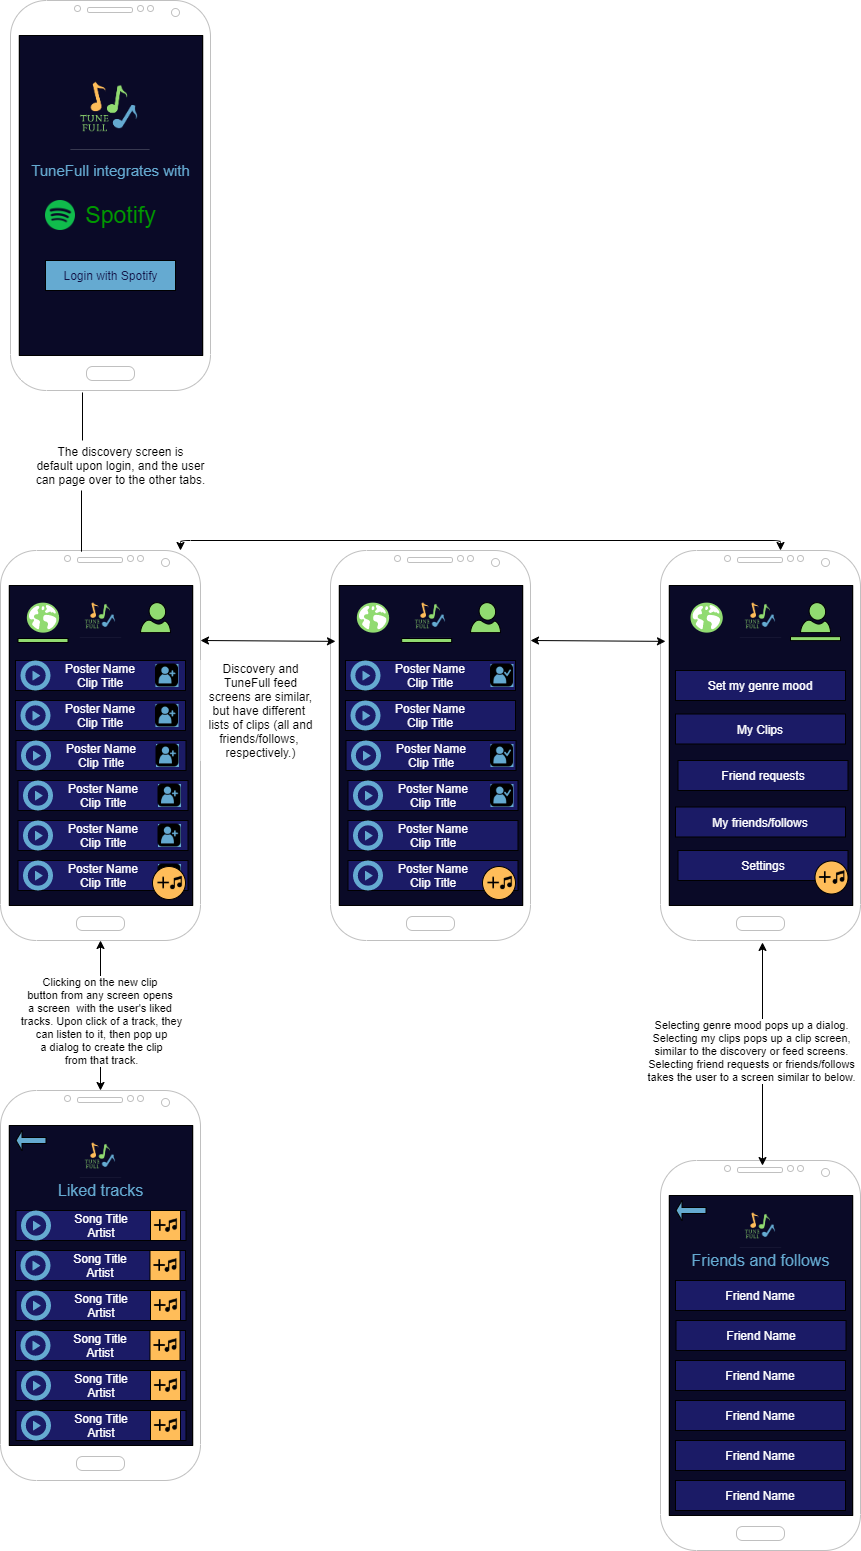 TUNE
FULL
TuneFull integrates with
Spotify
Login with Spotify
The discovery screen is
default upon login, and the user
can page over to the other tabs.
TUNE
FULL
Poster Name
Clip Title
Poster Name
Clip Title
Poster Name
Clip Title
Poster Name
Clip Title
Poster Name
Clip Title
Poster Name
Clip Title
Discovery and
TuneFull feed
screens are similar,
but have different
lists of clips (all and
friends/follows,
respectively.)
TUNE
FULL
Poster Name
Clip Title
Poster Name
Clip Title
Poster Name
Clip Title
Poster Name
Clip Title
Poster Name
Clip Title
Poster Name
Clip Title
TUNE
FULL
Set my genre mood
My Clips
Friend requests
My friends/follows
Settings
Clicking on the new clip
button from any screen opens
a screen with the user's liked
tracks. Upon click of a track, they
can listen to it, then pop up
a dialog to create the clip
from that track.
Selecting genre mood pops up a dialog.
Selecting my clips pops up a clip screen,
similar to the discovery or feed screens.
Selecting friend requests or friends/follows
takes the user to a screen similar to below.
TUNE
FULL
Liked tracks
Song Title
Artist
Song Title
Artist
Song Title
Artist
Song Title
Artist
Song Title
Artist
Song Title
Artist
TUNE
FULL
Friends and follows
Friend Name
Friend Name
Friend Name
Friend Name
Friend Name
Friend Name